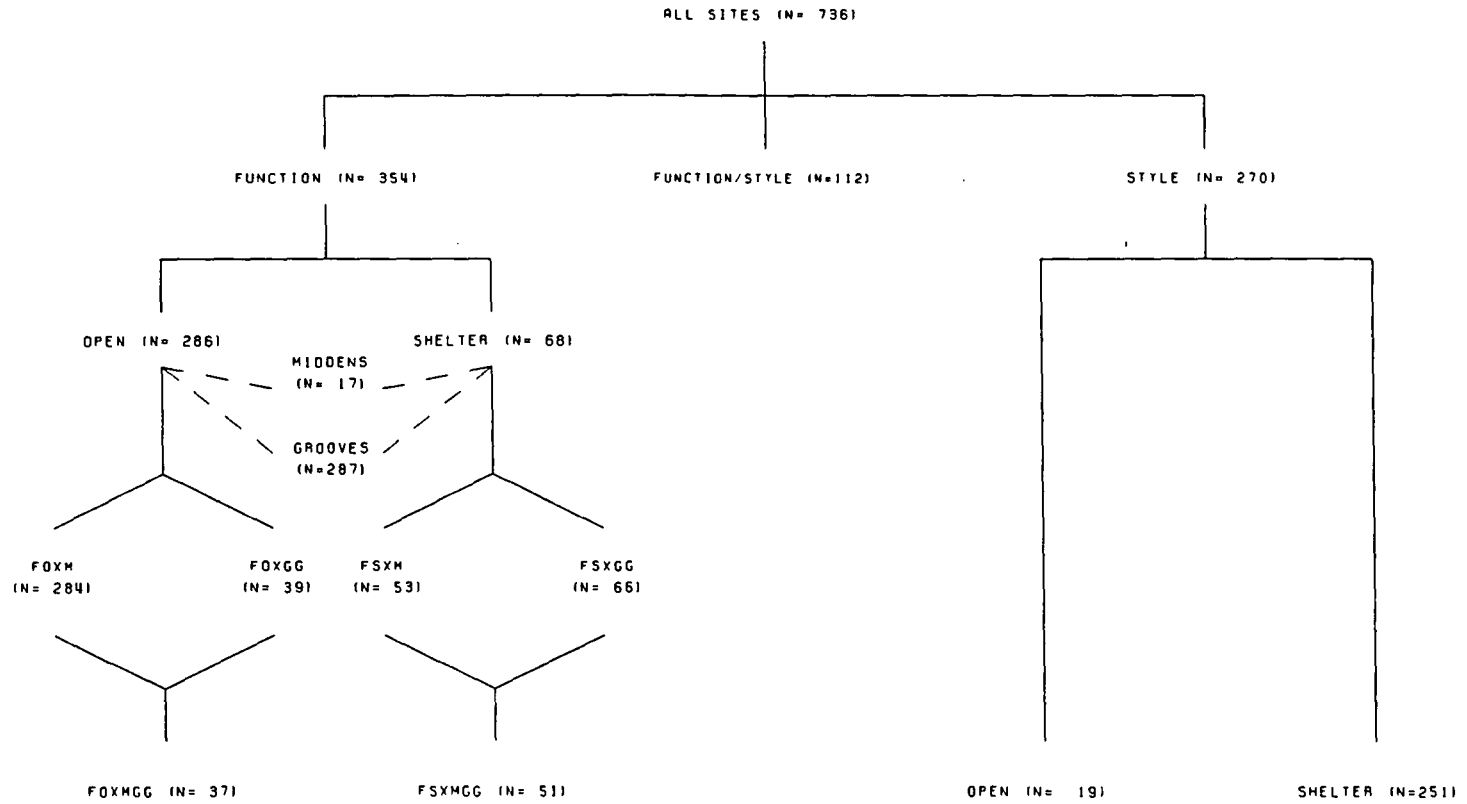 ALL SITES (N= 736)
FUNCTION (N= 354)
FUNCTION/STYLE (N=112)
STYLE (N= 270)
OPEN (N= 286)
SHELTER (N= 68)
MIDDENS
(N= 17)
GROOVES
(N=287)
FOXM
(N= 284)
FOXGG
(N= 39)
FSXM
(N= 53)
FSXGG
(N= 66)
FOXMGG (N= 37)
FSXMGG (N= 51)
OPEN (N= 19)
SHELTER (N=251)